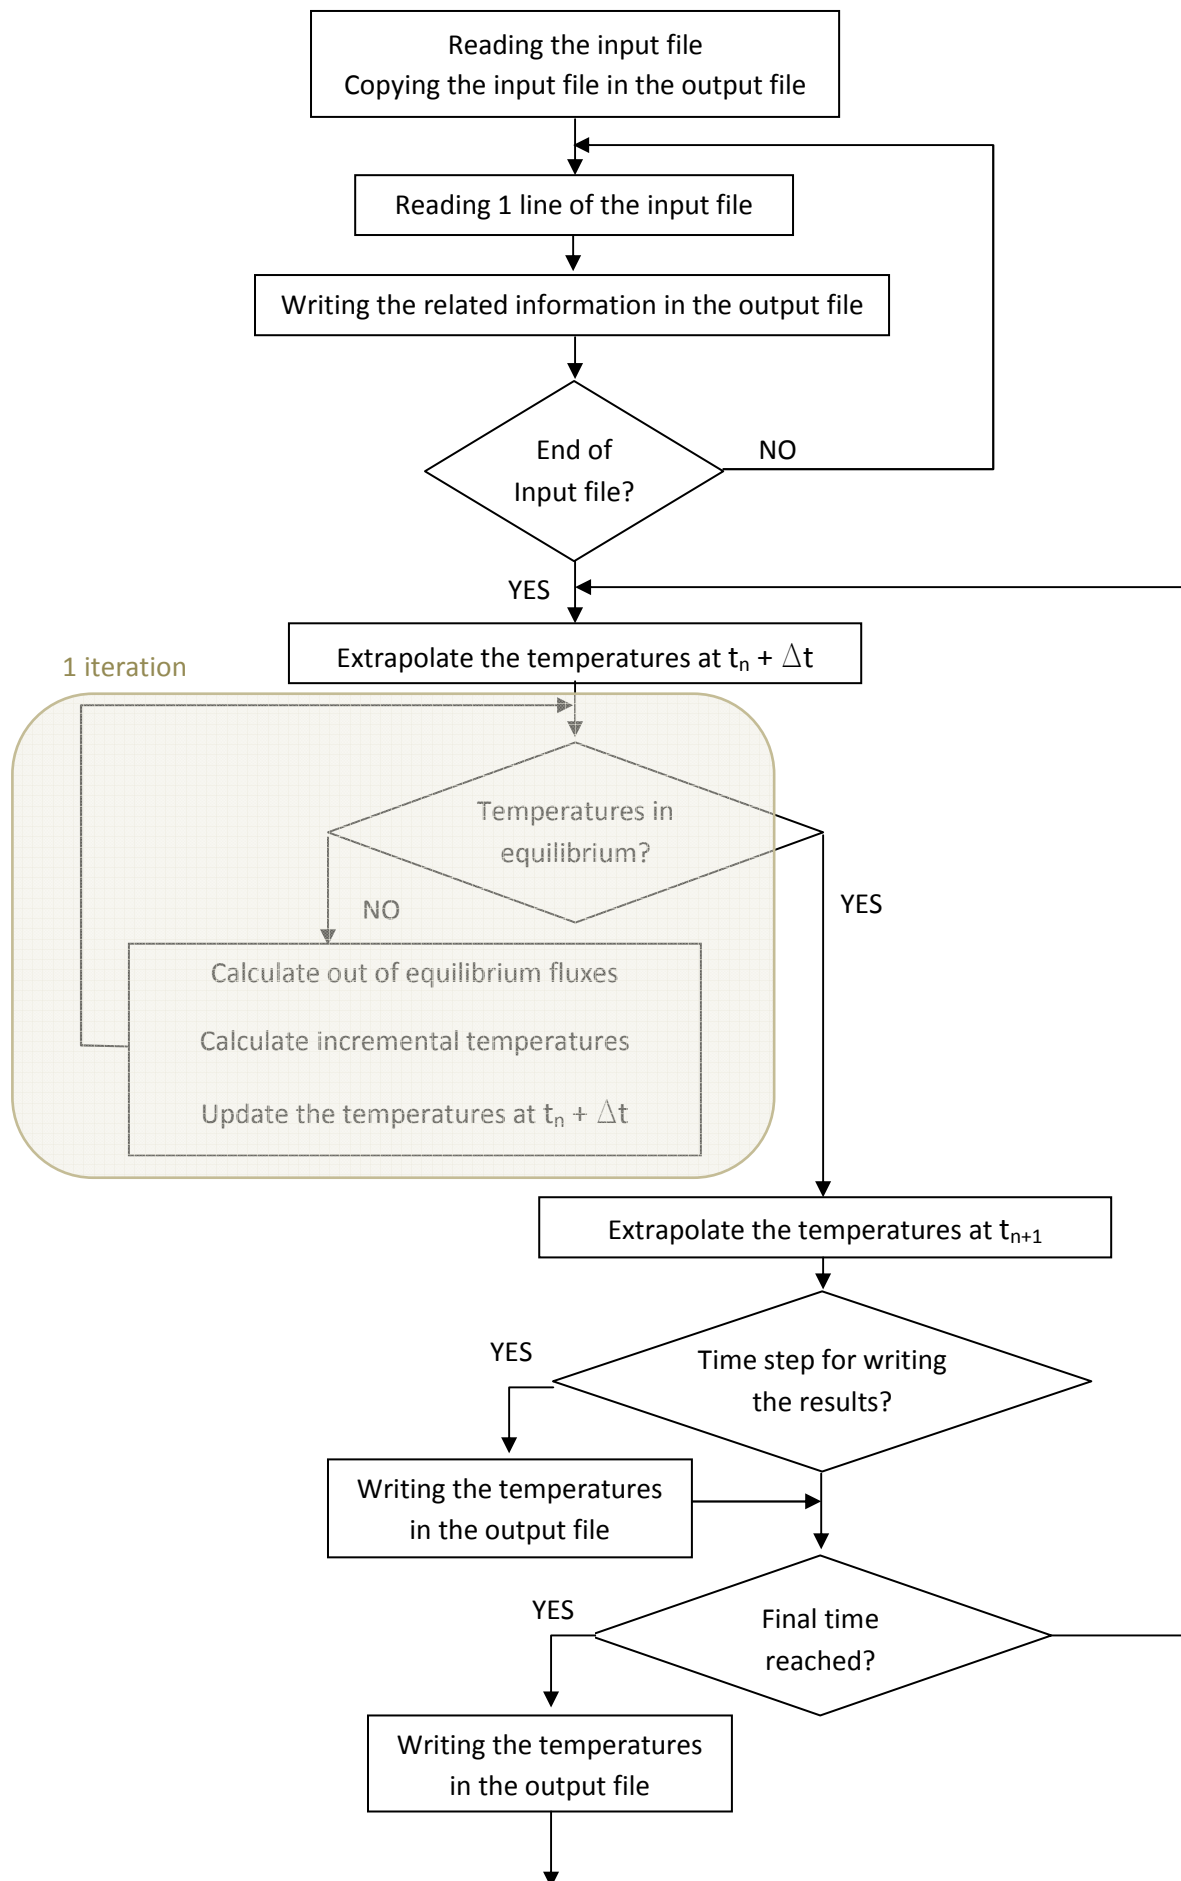 Reading the input file
Copying the input file in the output file
Reading 1 line of the input file
Writing the related information in the output file
End of
Input file?
NO
YES
Extrapolate the temperatures at tₙ + Δt
1 iteration
Temperatures in
equilibrium?
NO
YES
Calculate out of equilibrium fluxes
Calculate incremental temperatures
Update the temperatures at tₙ + Δt
Extrapolate the temperatures at tₙ₊₁
YES
Time step for writing
the results?
Writing the temperatures
in the output file
YES
Final time
reached?
Writing the temperatures
in the output file